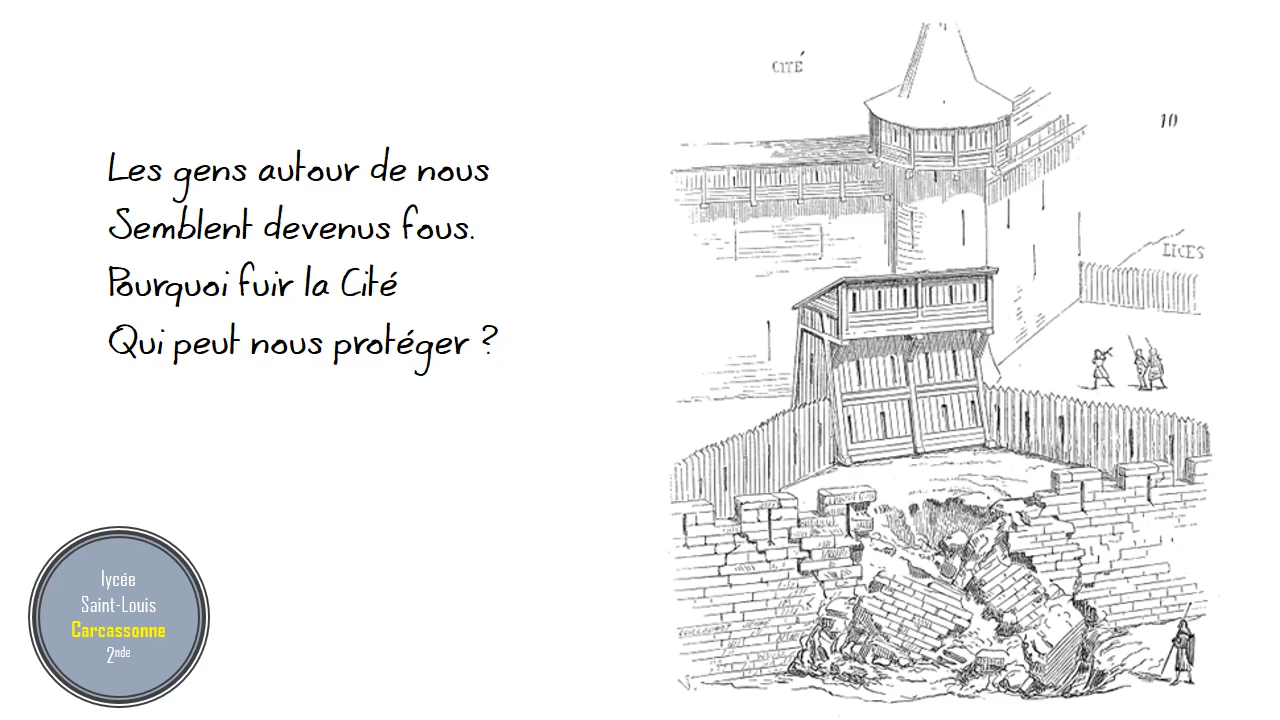 Les gens autour de nous
Semblent devenus fous.
Pourquoi fuir la Cité
Qui peut nous protéger ?
CITÉ
10
LICES
lycée
Saint-Louis
Carcassonne
2nde